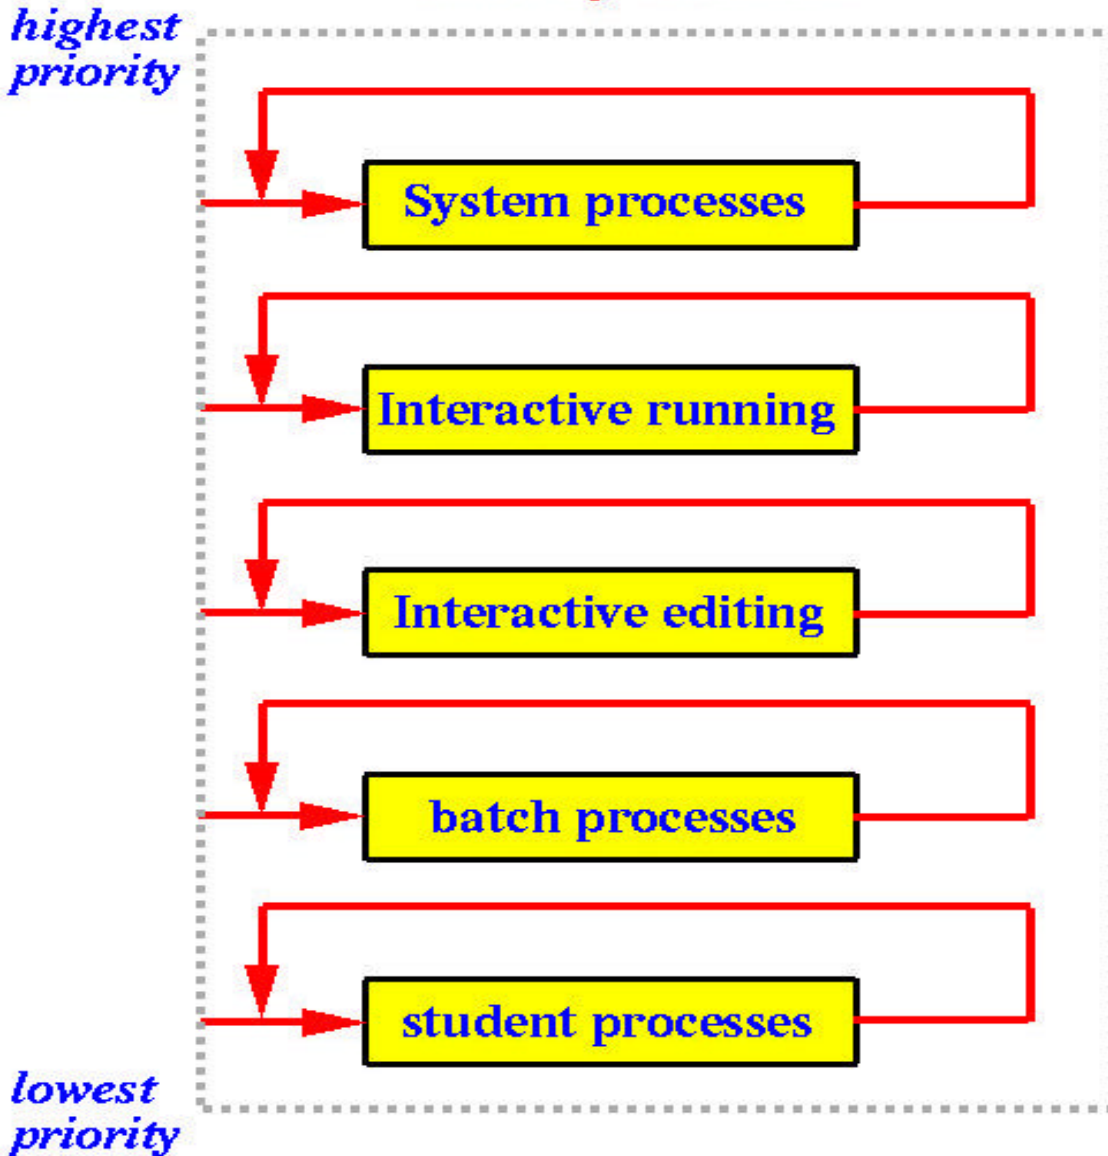 highest
priority
System processes
Interactive running
Interactive editing
batch processes
student processes
lowest
priority